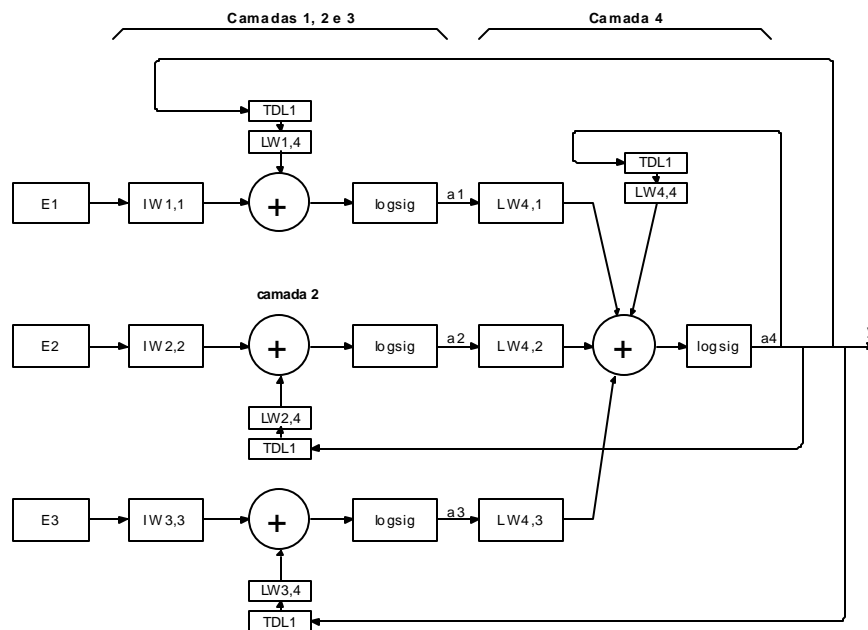 Camadas 1, 2 e 3 Camada 4
TDL1
LW1,4
TDL1
LW4,4
E1 IW1,1 + logsig a1 LW4,1
camada 2
E2 IW2,2 + logsig a2 LW4,2 + logsig a4
LW2,4
TDL1
E3 IW3,3 + logsig a3 LW4,3
LW3,4
TDL1